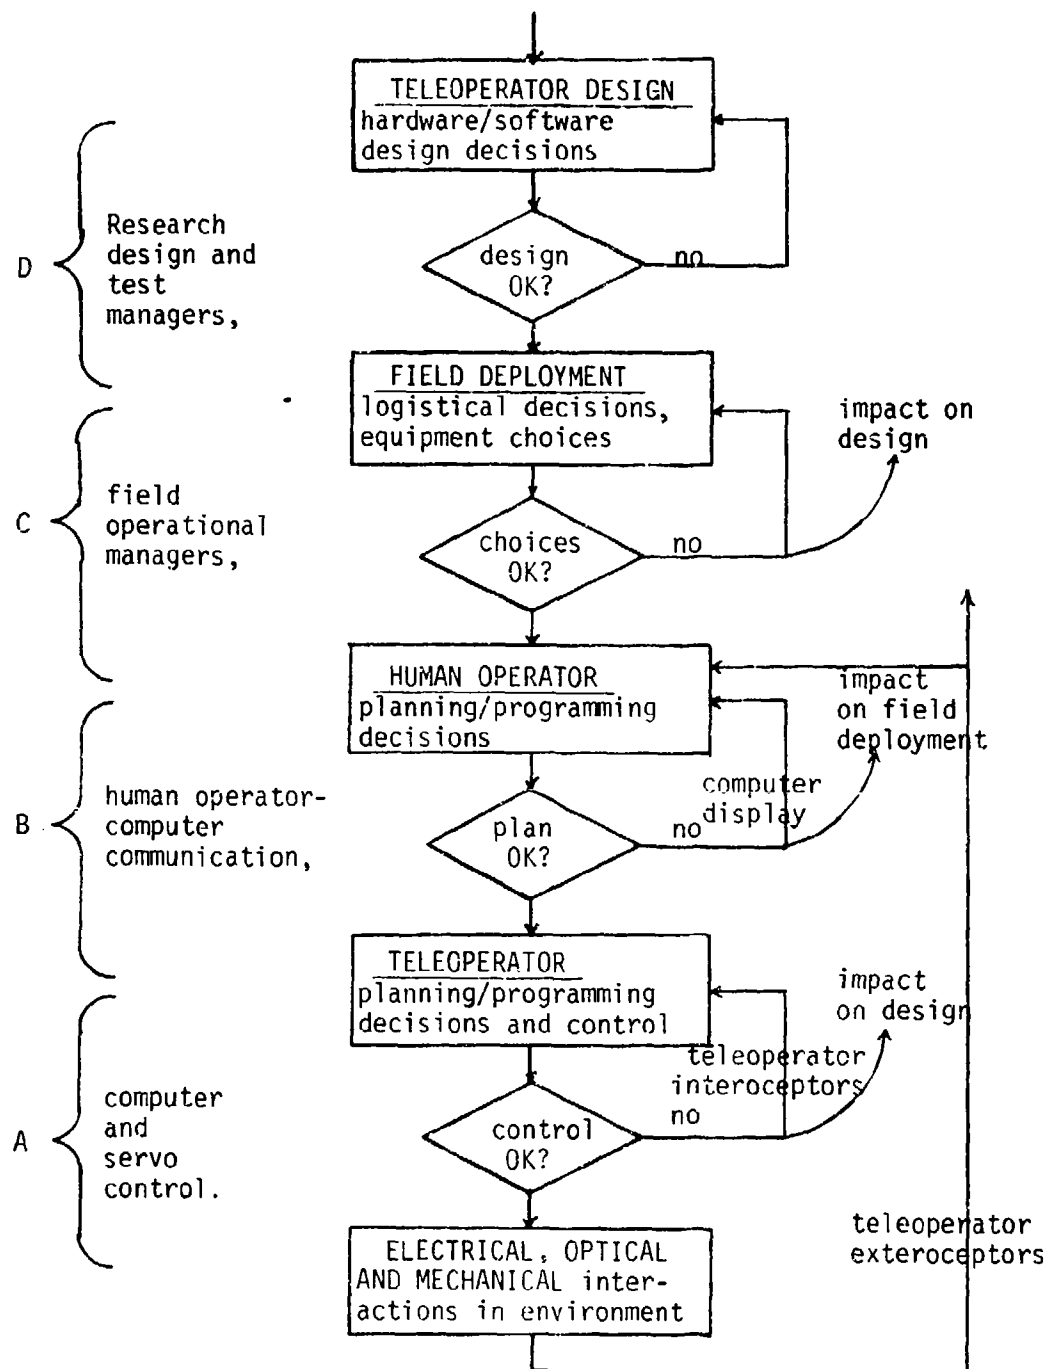 TELEOPERATOR DESIGN
hardware/software
design decisions
D
Research
design and
test
managers,
design
OK?
no
FIELD DEPLOYMENT
logistical decisions,
equipment choices
impact on
design
C
field
operational
managers,
choices
OK?
no
HUMAN OPERATOR
planning/programming
decisions
impact
on field
deployment
B
human operator-
computer
communication,
computer
display
no
plan
OK?
TELEOPERATOR
planning/programming
decisions and control
impact
on design
teleoperator
interoceptors
no
A
computer
and
servo
control.
control
OK?
teleoperator
exteroceptors
ELECTRICAL, OPTICAL
AND MECHANICAL inter-
actions in environment